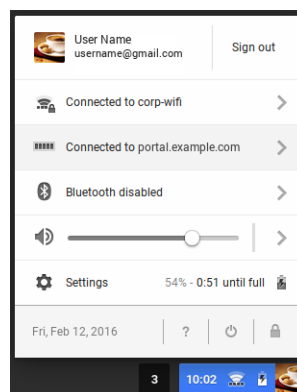 User Name
username@gmail.com
Sign out
Connected to corp-wifi
Connected to portal.example.com
Bluetooth disabled
Settings 54% - 0:51 until full
Fri, Feb 12, 2016 ?
3 10:02